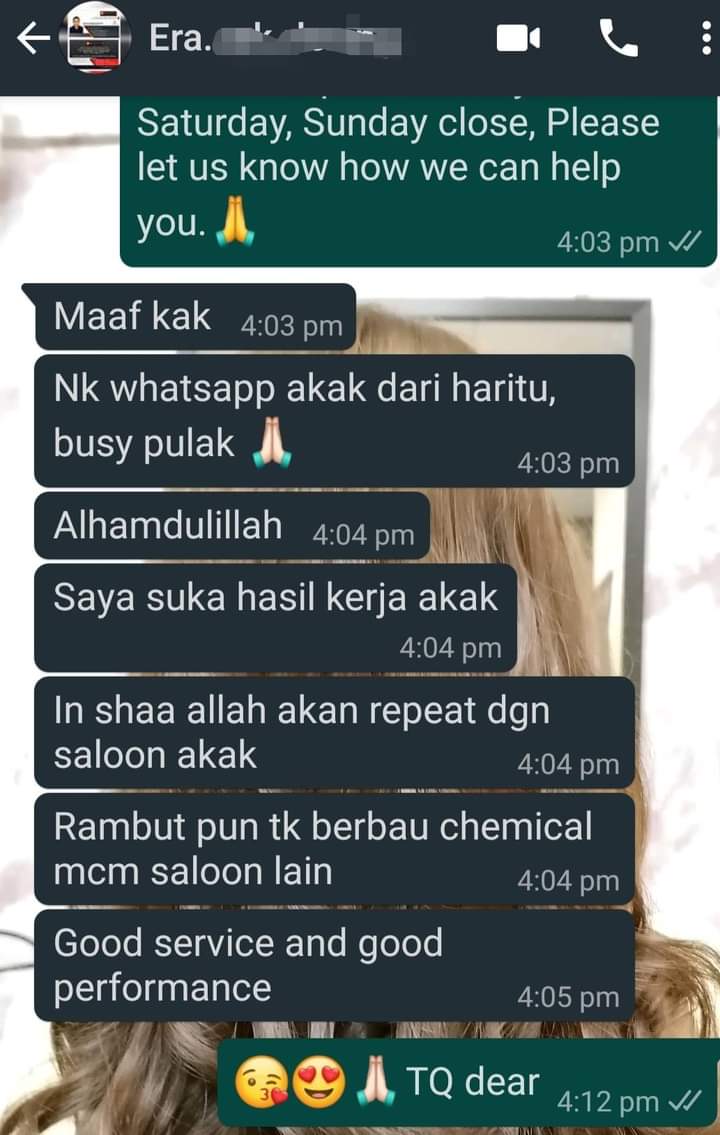 Era.
Saturday, Sunday close, Please
let us know how we can help
you. 🙏
4:03 pm
Maaf kak 4:03 pm
Nk whatsapp akak dari haritu,
busy pulak 🙏🏻
4:03 pm
Alhamdulillah 4:04 pm
Saya suka hasil kerja akak
4:04 pm
In shaa allah akan repeat dgn
saloon akak 4:04 pm
Rambut pun tk berbau chemical
mcm saloon lain 4:04 pm
Good service and good
performance 4:05 pm
😘😍🙏🏻 TQ dear 4:12 pm